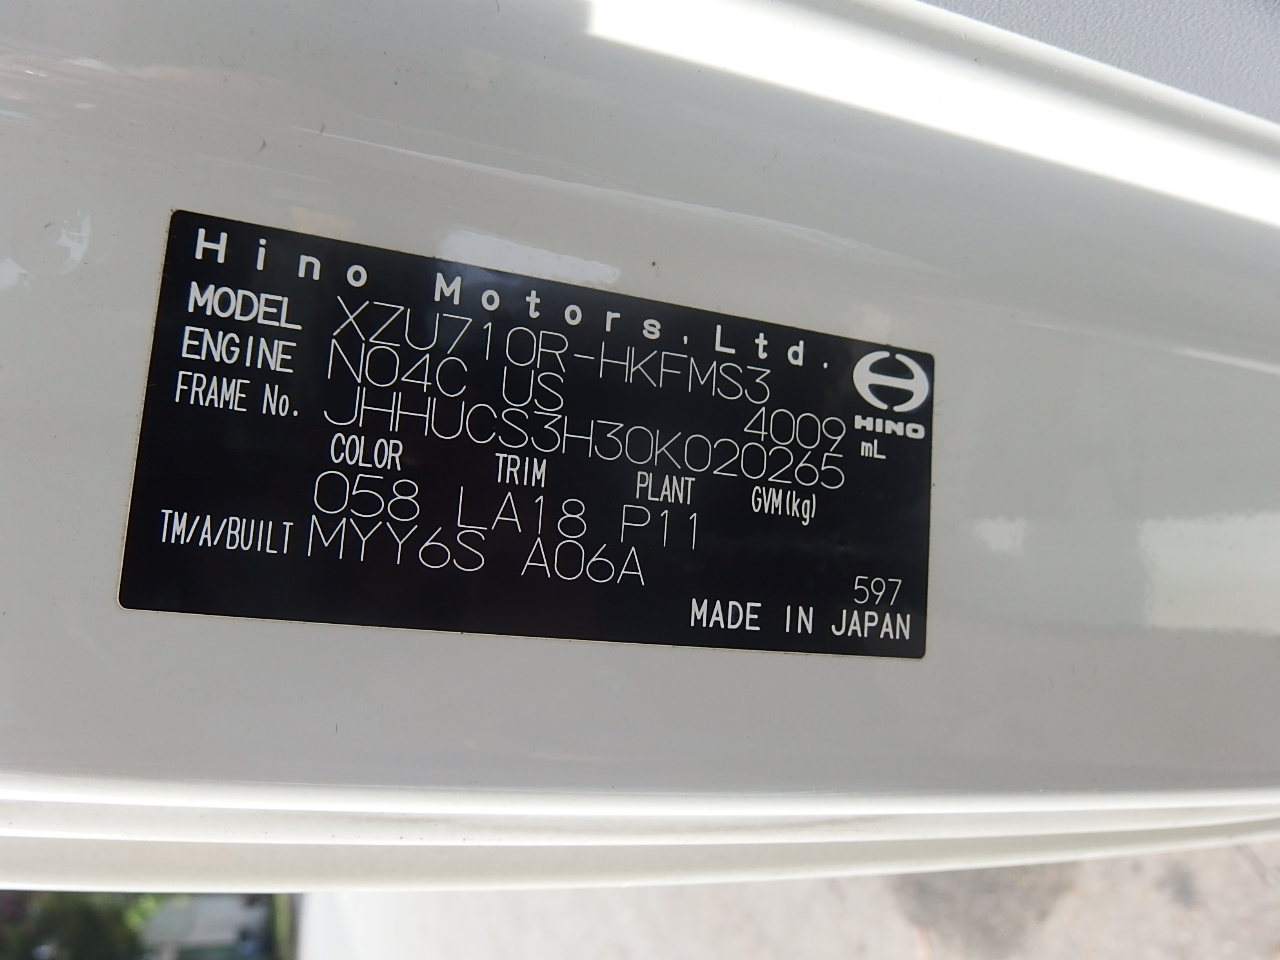 Hino Motors, Ltd.
MODEL XZU710R-HKFMS3
ENGINE N04C US 4009 mL
FRAME No. JHHUCS3H30K020265
COLOR TRIM PLANT GVM(kg)
058 LA18 P11
TM/A/BUILT MYY6S A06A
597
MADE IN JAPAN
HINO